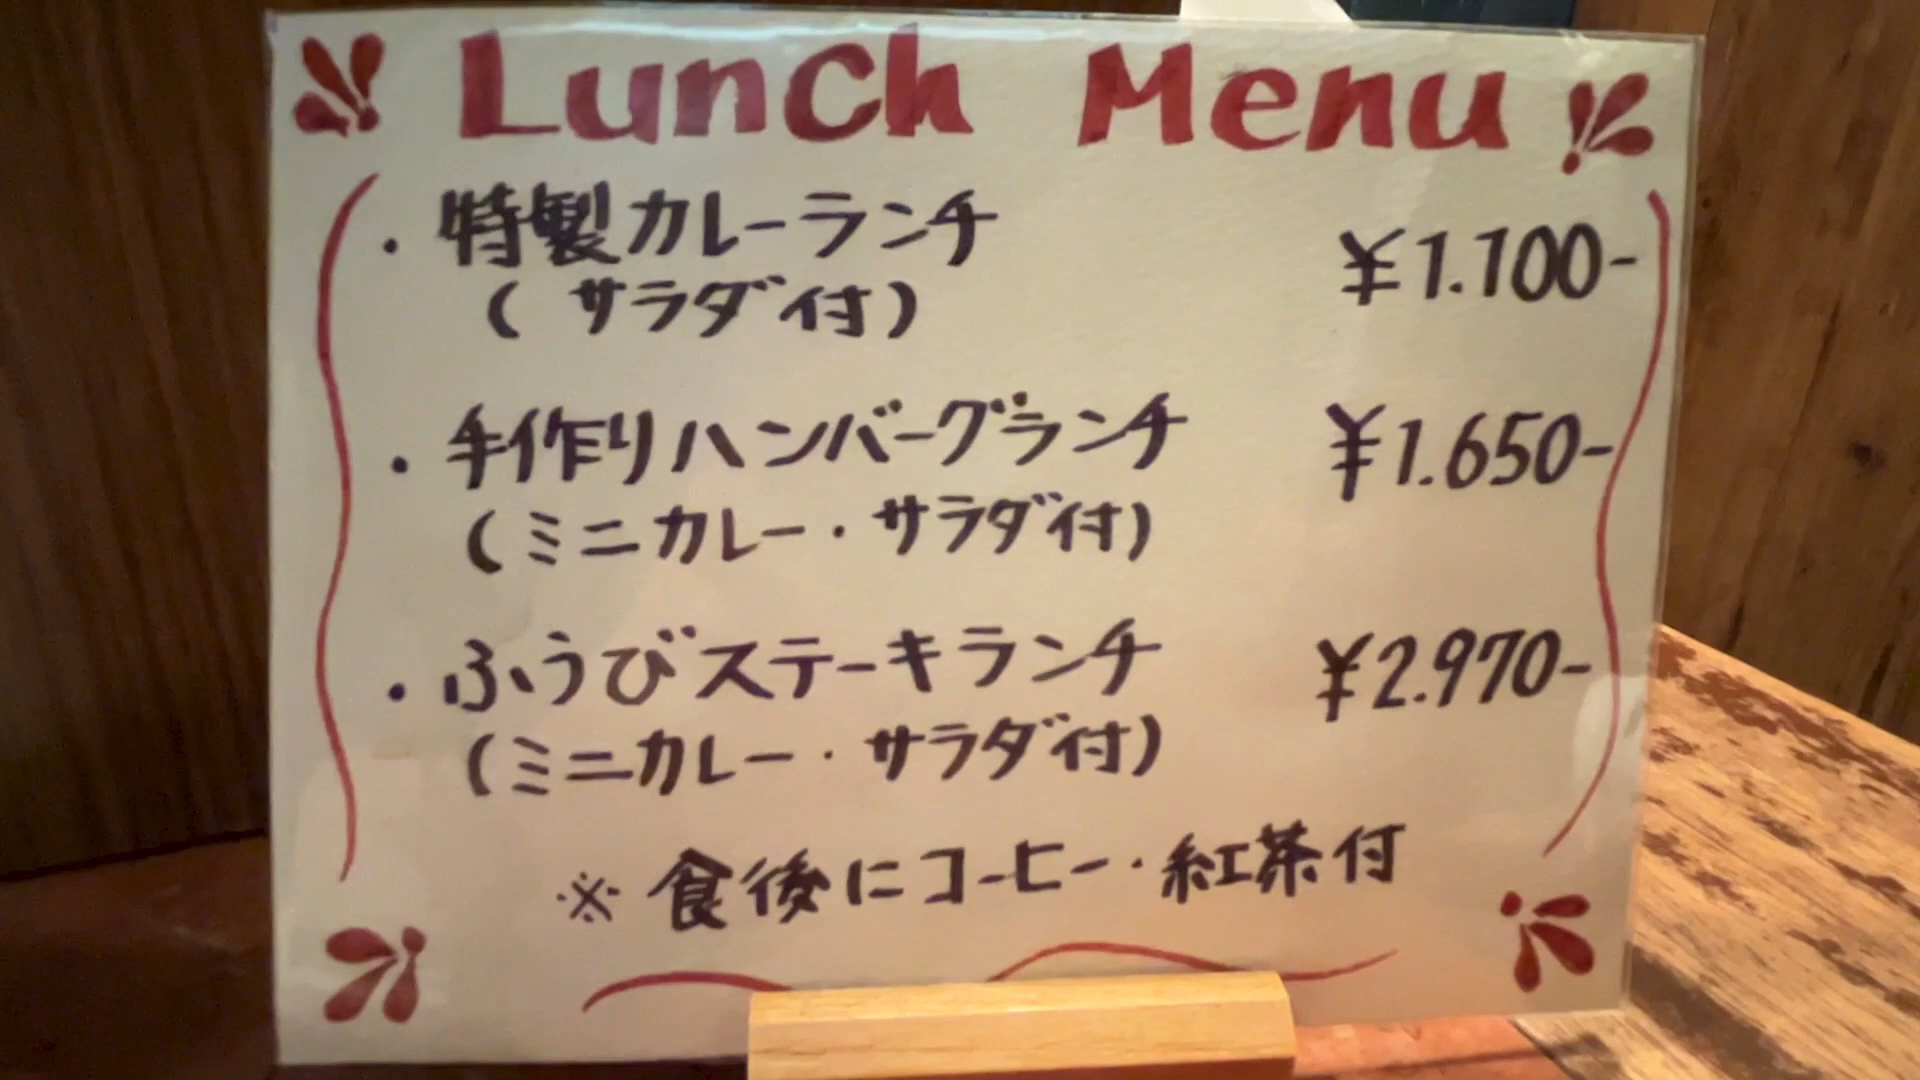 Lunch Menu
・特製カレーランチ ¥1.100-
(サラダ付)
・手作りハンバーグランチ ¥1.650-
(ミニカレー・サラダ付)
・ふうびステーキランチ ¥2.970-
(ミニカレー・サラダ付)
※食後にコーヒー・紅茶付